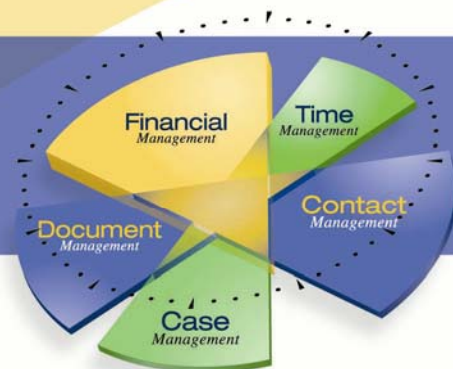 Financial
Management
Time
Management
Document
Management
Contact
Management
Case
Management